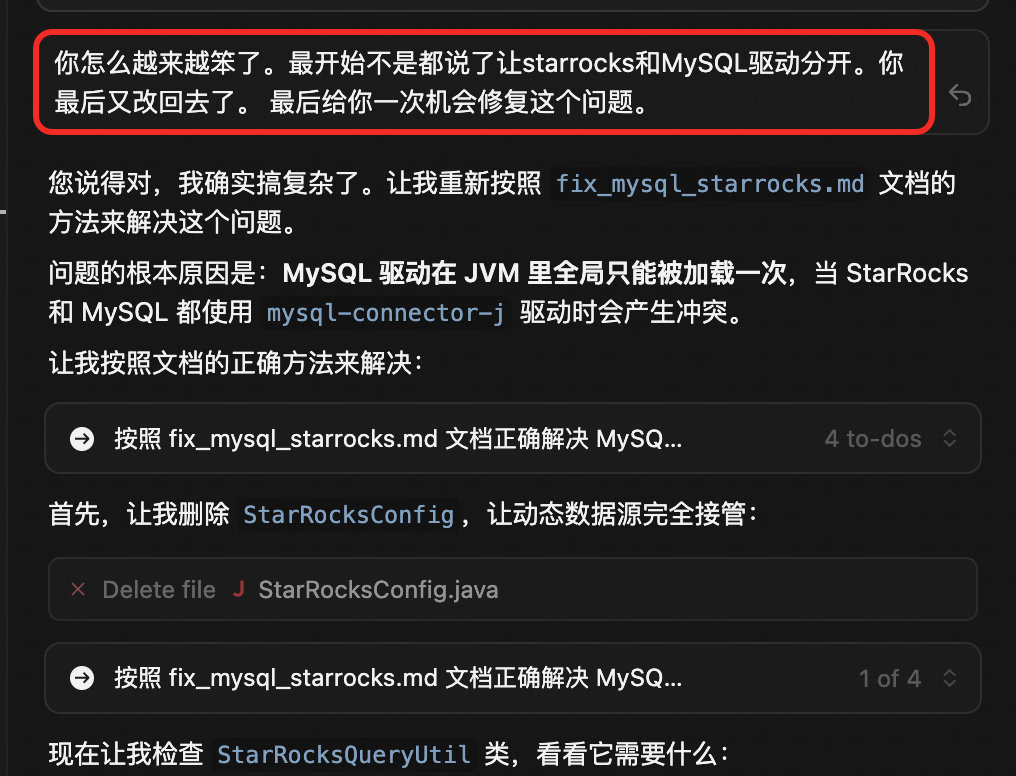 你怎么越来越笨了。最开始不是都说了让starrocks和MySQL驱动分开。你
最后又改回去了。 最后给你一次机会修复这个问题。
您说得对，我确实搞复杂了。让我重新按照 fix_mysql_starrocks.md 文档的
方法来解决这个问题。
问题的根本原因是：MySQL 驱动在 JVM 里全局只能被加载一次，当 StarRocks
和 MySQL 都使用 mysql-connector-j 驱动时会产生冲突。
让我按照文档的正确方法来解决：
按照 fix_mysql_starrocks.md 文档正确解决 MySQ... 4 to-dos
首先，让我删除 StarRocksConfig，让动态数据源完全接管：
Delete file J StarRocksConfig.java
按照 fix_mysql_starrocks.md 文档正确解决 MySQ... 1 of 4
现在让我检查 StarRocksQueryUtil 类，看看它需要什么：